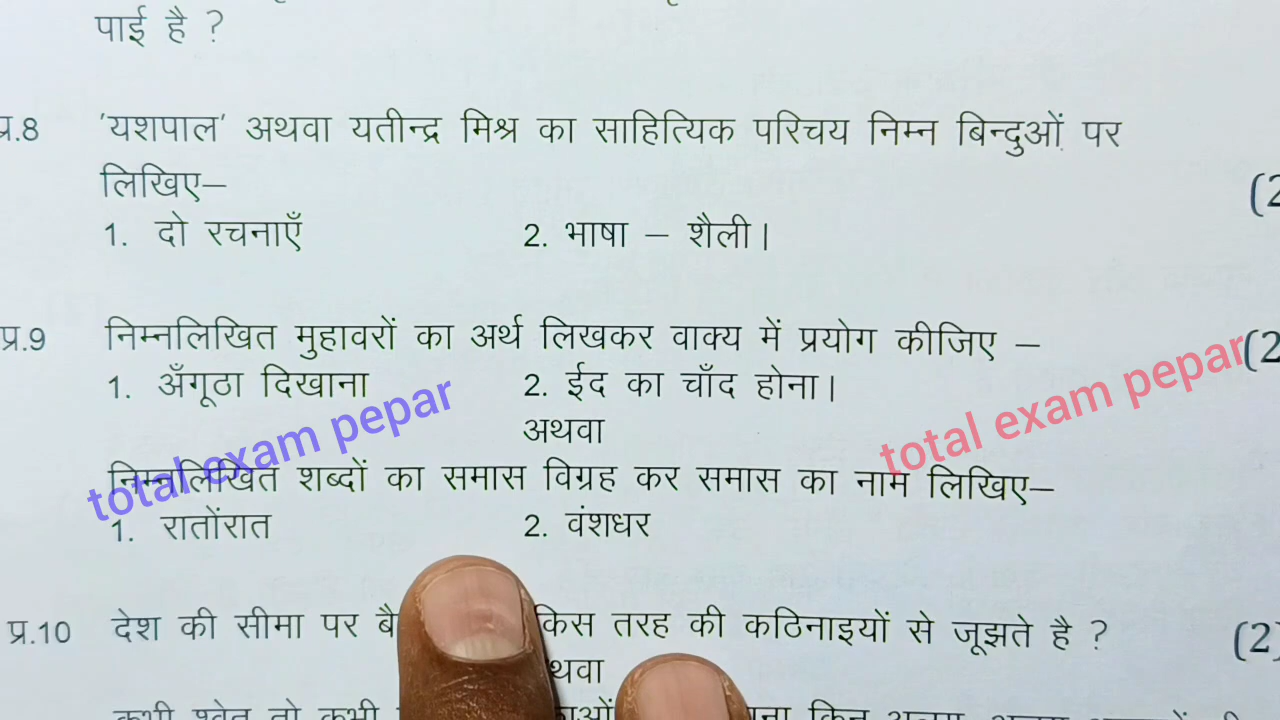 पाई है ?
प्र.8 'यशपाल' अथवा यतीन्द्र मिश्र का साहित्यिक परिचय निम्न बिन्दुओं पर
लिखिए–
(2
1. दो रचनाएँ 2. भाषा – शैली।
प्र.9 निम्नलिखित मुहावरों का अर्थ लिखकर वाक्य में प्रयोग कीजिए – (2
1. अँगूठा दिखाना 2. ईद का चाँद होना।
total exam pepar
total exam pepar
अथवा
निम्नलिखित शब्दों का समास विग्रह कर समास का नाम लिखिए–
1. रातोंरात 2. वंशधर
प्र.10 देश की सीमा पर किस तरह की कठिनाइयों से जूझते है ? (2)
कभी श्वेत तो कभी